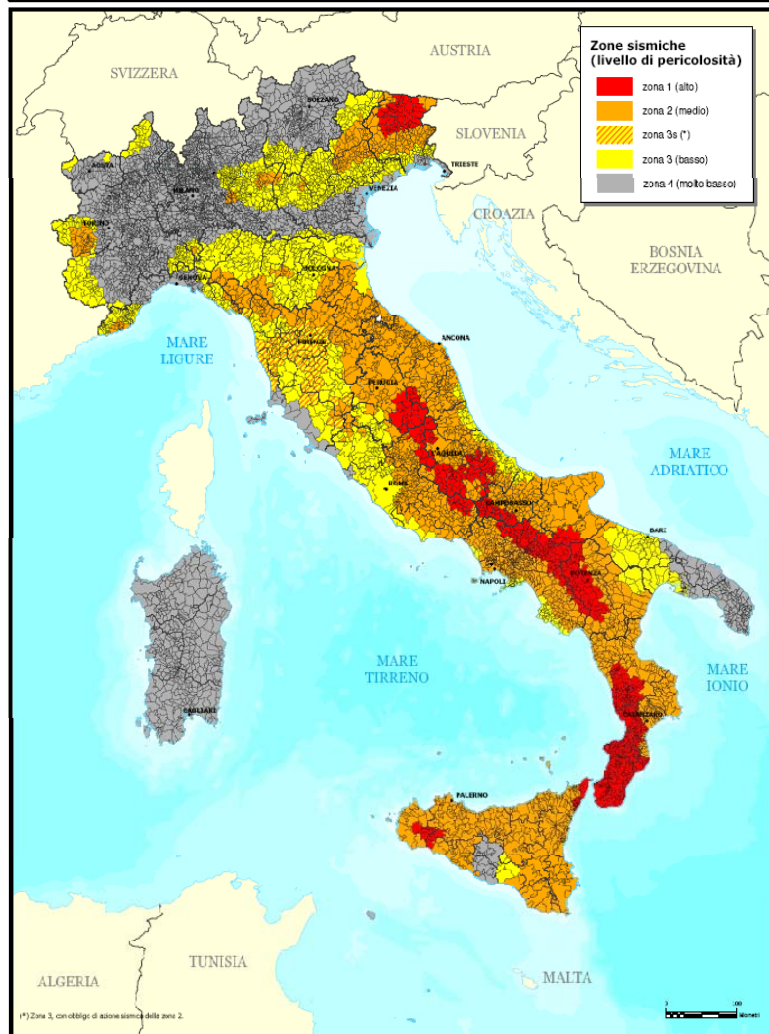 AUSTRIA
SVIZZERA
BOLZANO
SLOVENIA
AOSTA
TRIESTE
MILANO
VENEZIA
CROAZIA
TORINO
BOSNIA
ERZEGOVINA
BOLOGNA
GENOVA
MARE
LIGURE
FIRENZE
ANCONA
PERUGIA
L'AQUILA
MARE
ADRIATICO
ROMA
CAMPOBASSO
BARI
NAPOLI
POTENZA
MARE
TIRRENO
MARE
IONIO
CAGLIARI
CATANZARO
PALERMO
TUNISIA
ALGERIA
MALTA
Zone sismiche
(livello di pericolosità)
zona 1 (alto)
zona 2 (medio)
zona 3s (*)
zona 3 (basso)
zona 4 (molto basso)
(*) Zona 3, con obbligo di azione sismica della zona 2.
0 100